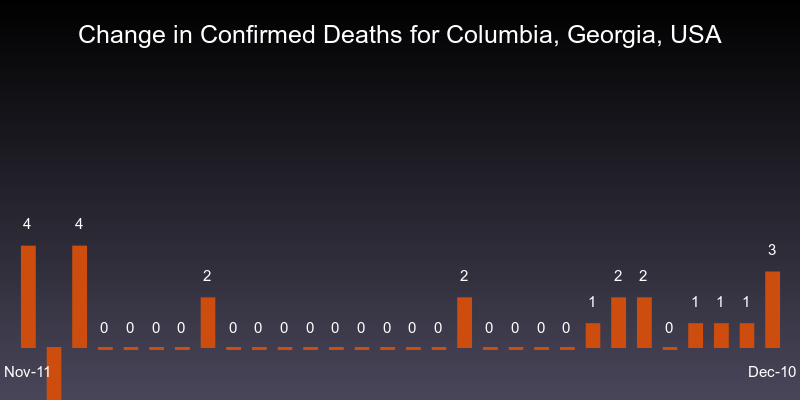 Change in Confirmed Deaths for Columbia, Georgia, USA
4 4 0 0 0 0 2 0 0 0 0 0 0 0 0 0 2 0 0 0 0 1 2 2 0 1 1 1 3
Nov-11 Dec-10